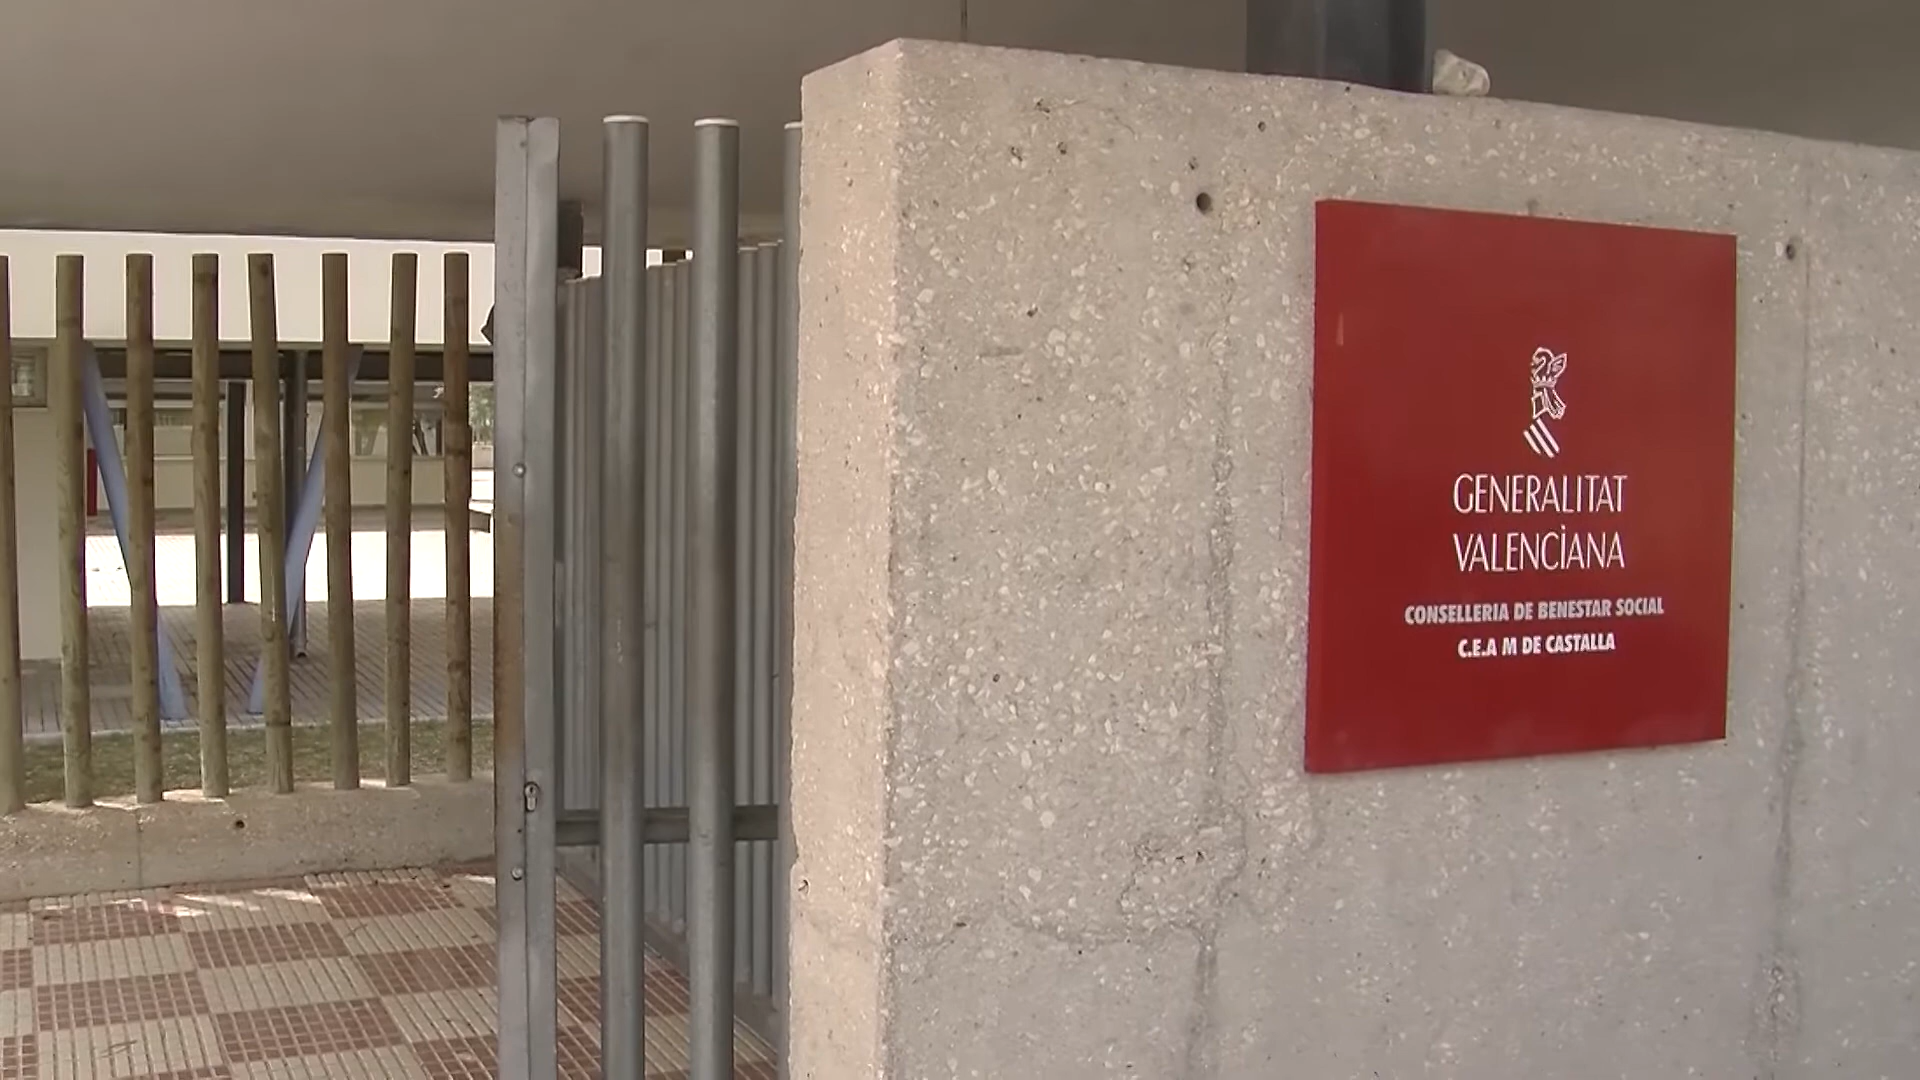 GENERALITAT
VALENCIANA
CONSELLERIA DE BENESTAR SOCIAL
C.E.A M DE CASTALLA